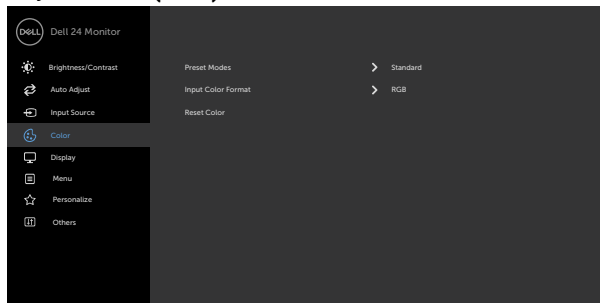 DELL Dell 24 Monitor
Brightness/Contrast
Auto Adjust
Input Source
Color
Display
Menu
Personalize
Others
Preset Modes Standard
Input Color Format RGB
Reset Color